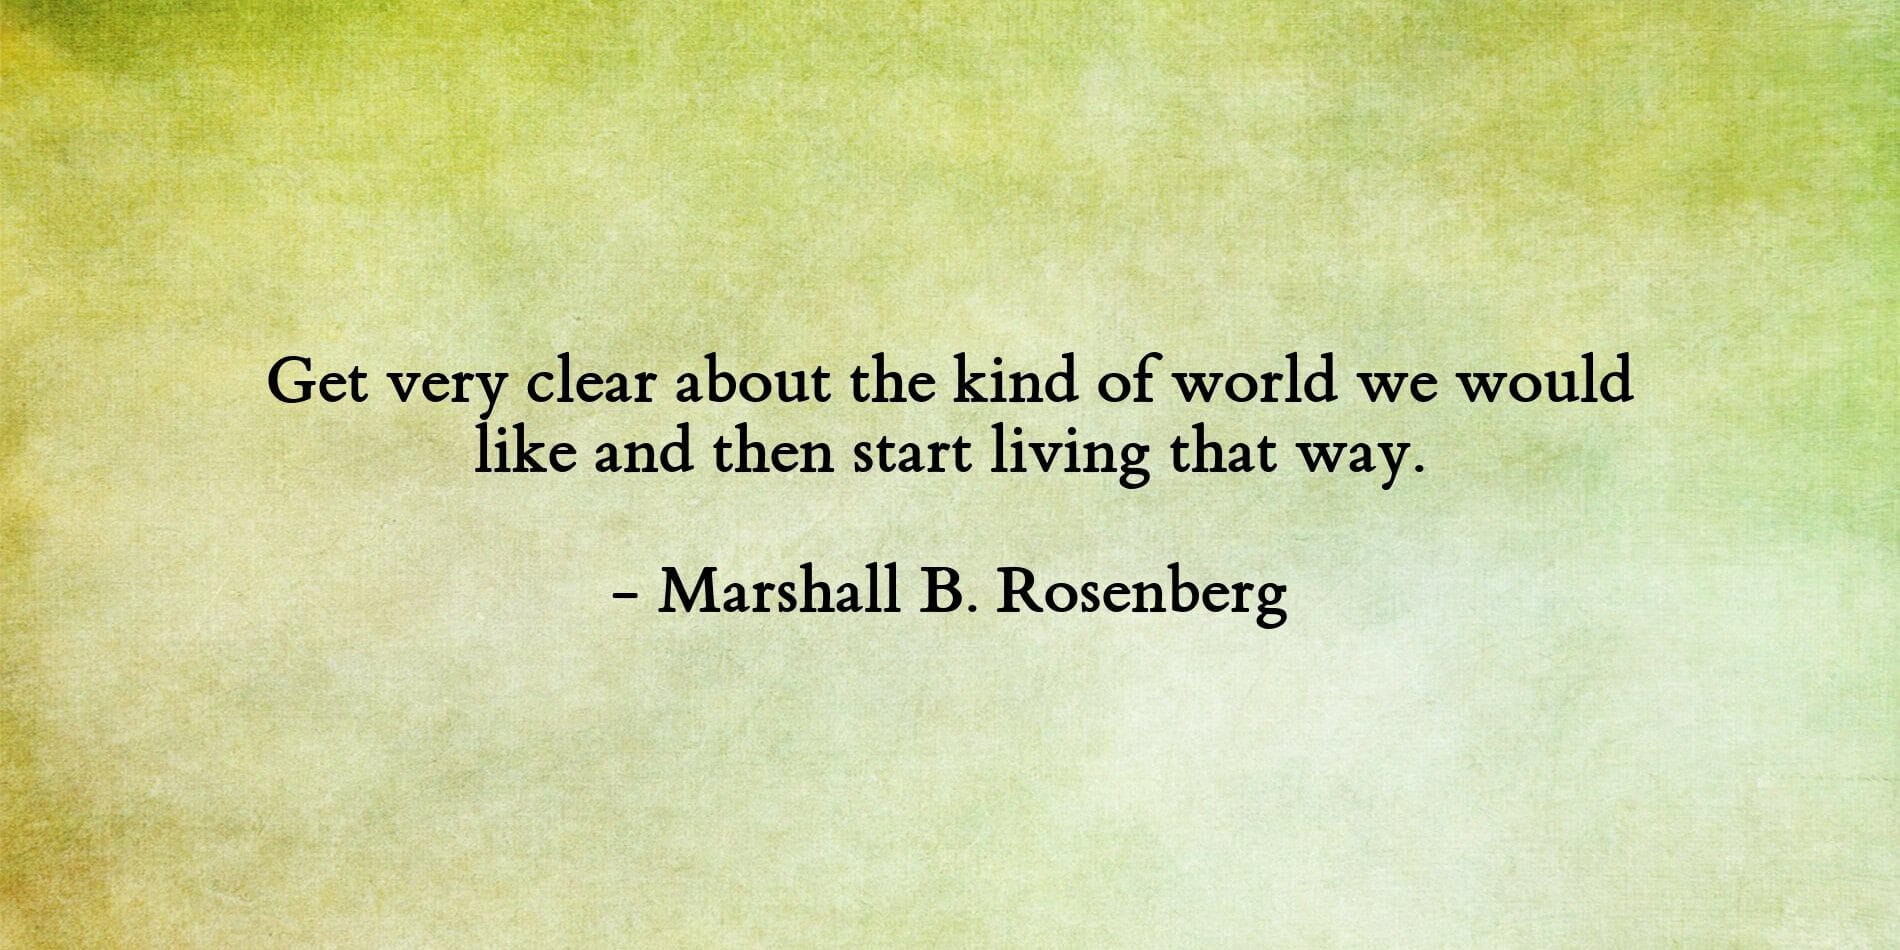 Get very clear about the kind of world we would
like and then start living that way.
– Marshall B. Rosenberg